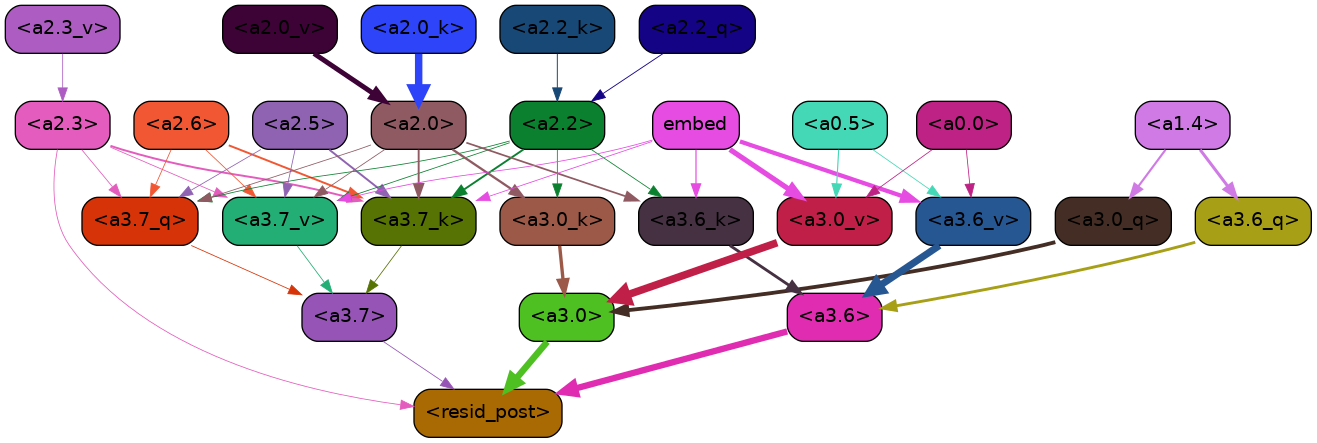 <a2.3_v> <a2.0_v> <a2.0_k> <a2.2_k> <a2.2_q>
<a2.3> <a2.6> <a2.5> <a2.0> <a2.2> embed <a0.5> <a0.0> <a1.4>
<a3.7_q> <a3.7_v> <a3.7_k> <a3.0_k> <a3.6_k> <a3.0_v> <a3.6_v> <a3.0_q> <a3.6_q>
<a3.7> <a3.0> <a3.6>
<resid_post>